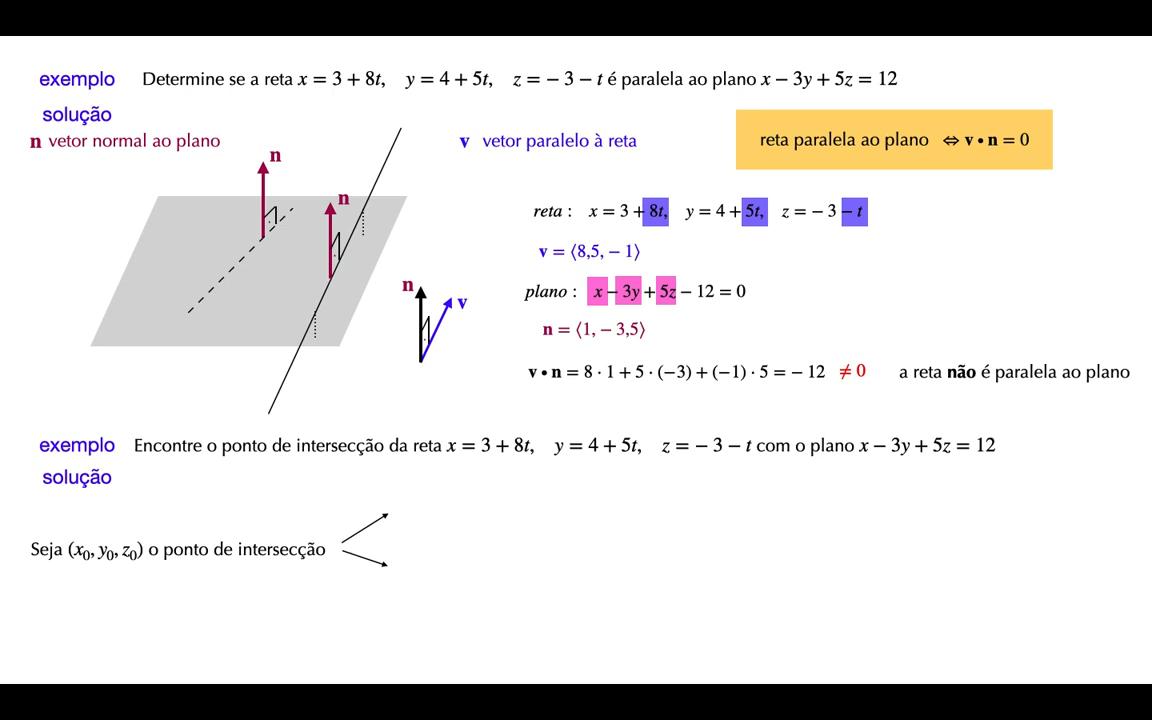 exemplo Determine se a reta x = 3 + 8t, y = 4 + 5t, z = − 3 − t é paralela ao plano x − 3y + 5z = 12
solução
n vetor normal ao plano
v vetor paralelo à reta
reta paralela ao plano ⇔ v • n = 0
n
n
n
v
reta : x = 3 + 8t, y = 4 + 5t, z = − 3 − t
v = ⟨8,5, − 1⟩
plano : x − 3y + 5z − 12 = 0
n = ⟨1, − 3,5⟩
v • n = 8 · 1 + 5 · (−3) + (−1) · 5 = − 12 ≠ 0 a reta não é paralela ao plano
exemplo Encontre o ponto de intersecção da reta x = 3 + 8t, y = 4 + 5t, z = − 3 − t com o plano x − 3y + 5z = 12
solução
Seja (x₀, y₀, z₀) o ponto de intersecção